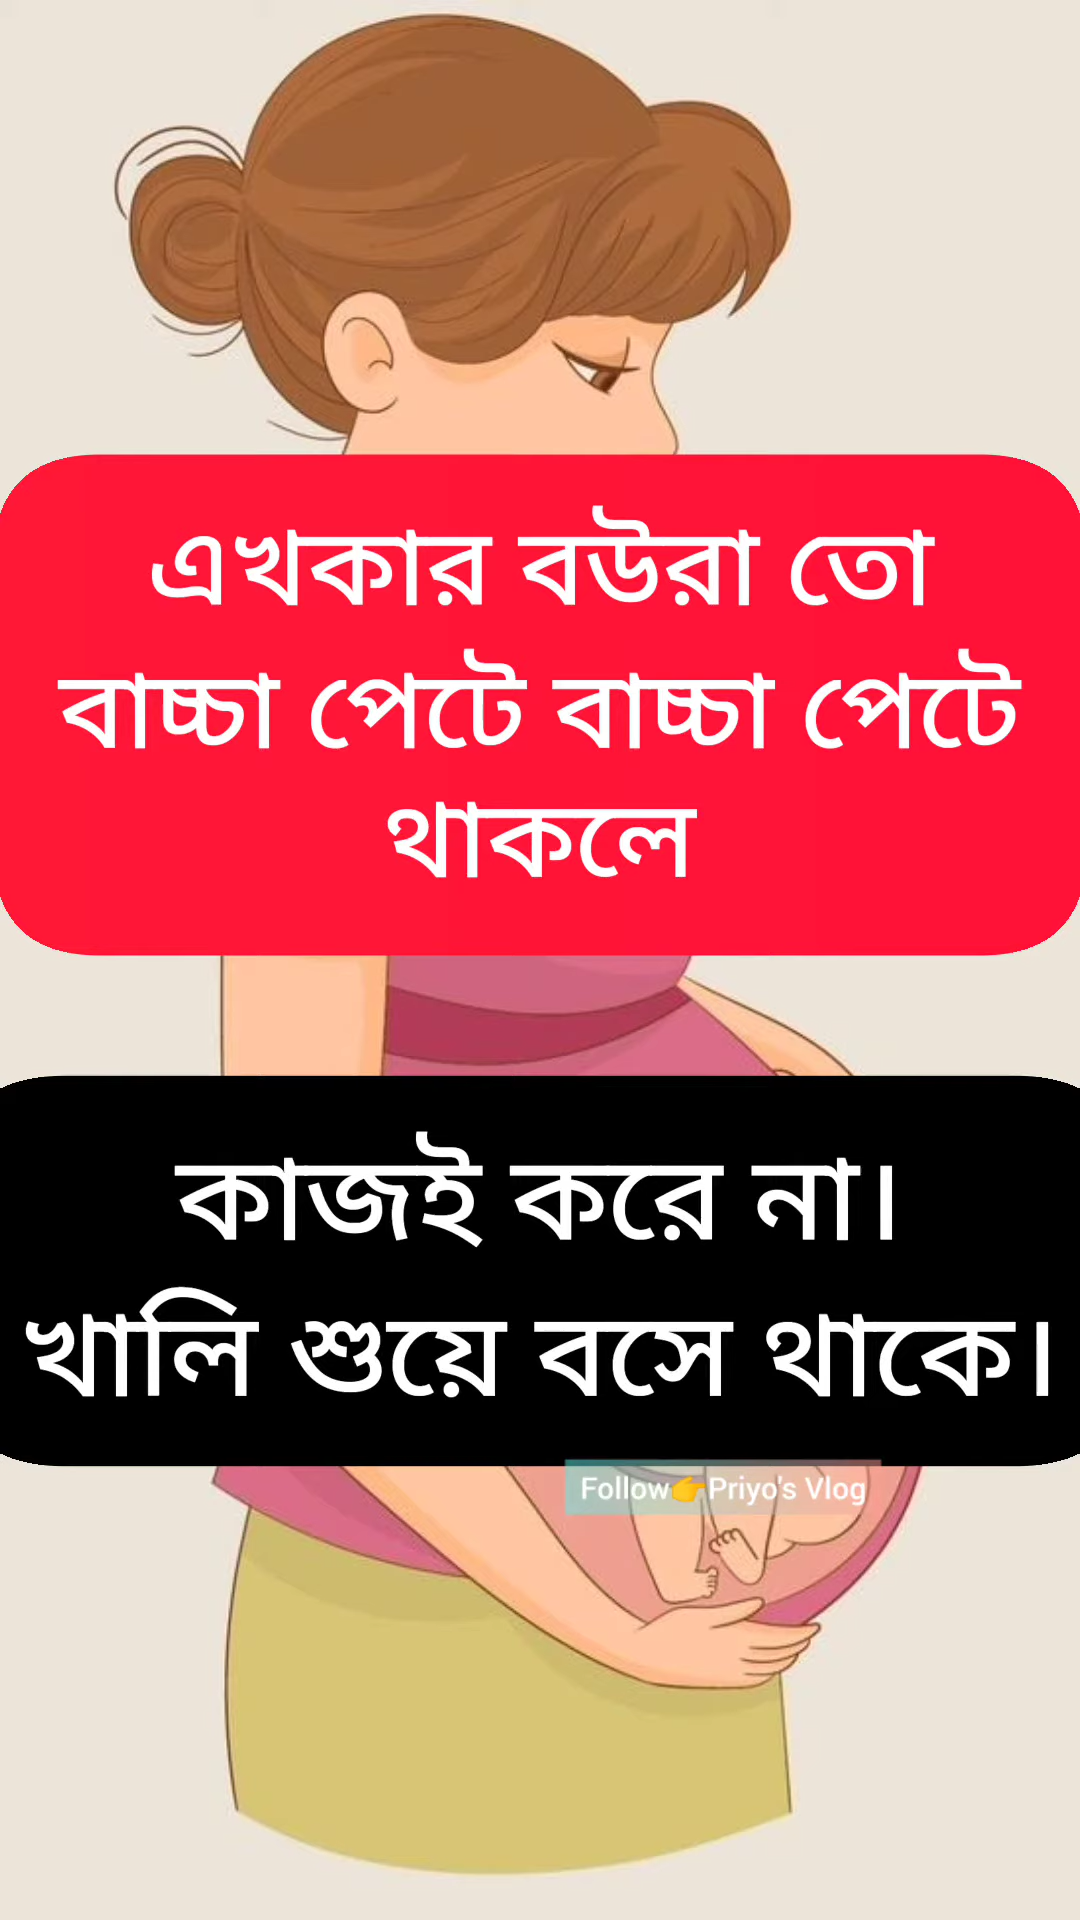 এখকার বউরা তো
বাচ্চা পেটে বাচ্চা পেটে
থাকলে
কাজই করে না।
খালি শুয়ে বসে থাকে।
Follow👉Priyo's Vlog